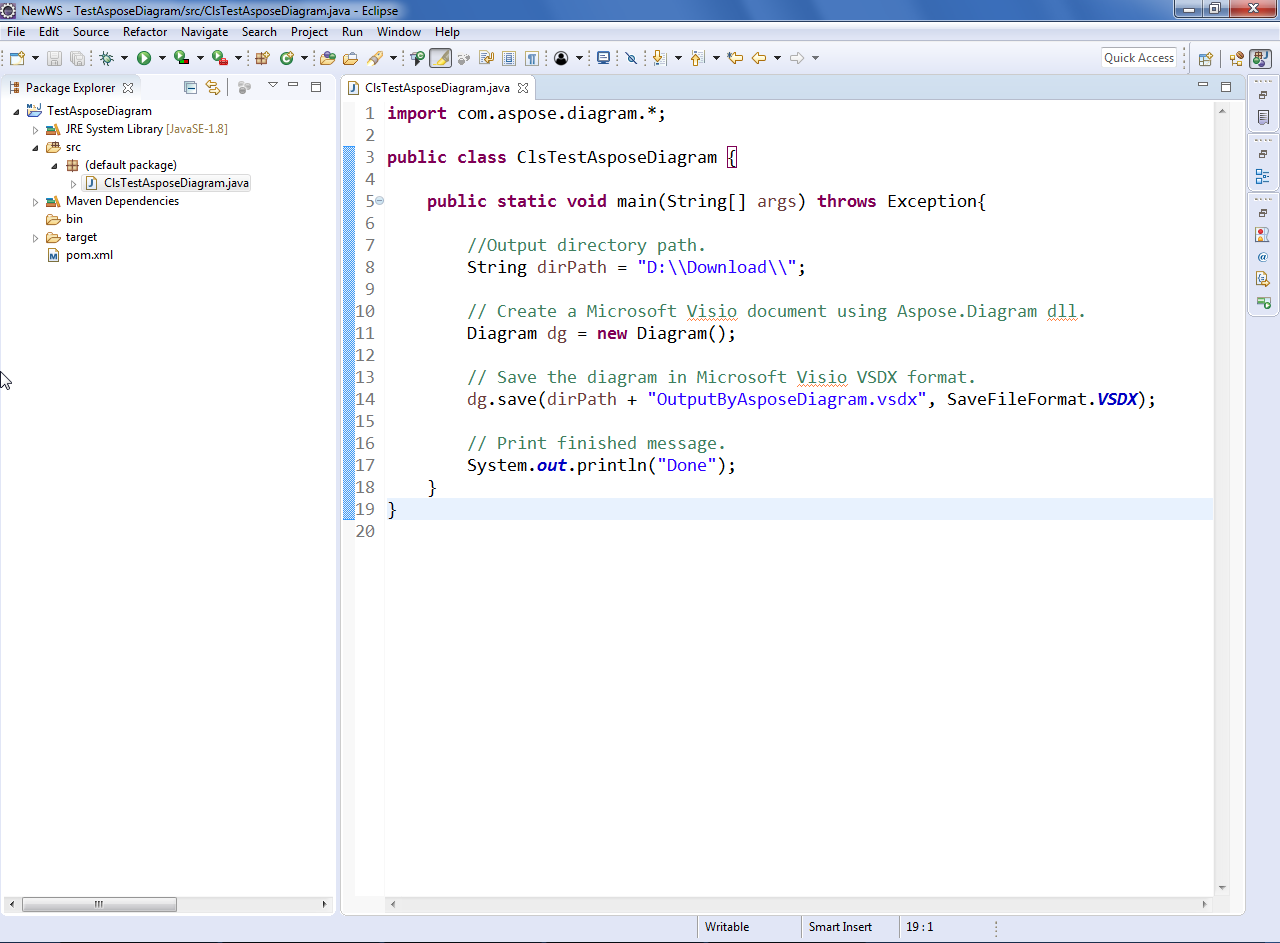 NewWS - TestAsposeDiagram/src/ClsTestAsposeDiagram.java - Eclipse
File Edit Source Refactor Navigate Search Project Run Window Help
Quick Access
Package Explorer
TestAsposeDiagram
JRE System Library [JavaSE-1.8]
src
(default package)
ClsTestAsposeDiagram.java
Maven Dependencies
bin
target
pom.xml
ClsTestAsposeDiagram.java
1 import com.aspose.diagram.*;
2
3 public class ClsTestAsposeDiagram {
4
5 public static void main(String[] args) throws Exception{
6
7 //Output directory path.
8 String dirPath = "D:\\Download\\";
9
10 // Create a Microsoft Visio document using Aspose.Diagram dll.
11 Diagram dg = new Diagram();
12
13 // Save the diagram in Microsoft Visio VSDX format.
14 dg.save(dirPath + "OutputByAsposeDiagram.vsdx", SaveFileFormat.VSDX);
15
16 // Print finished message.
17 System.out.println("Done");
18 }
19 }
20
Writable Smart Insert 19 : 1